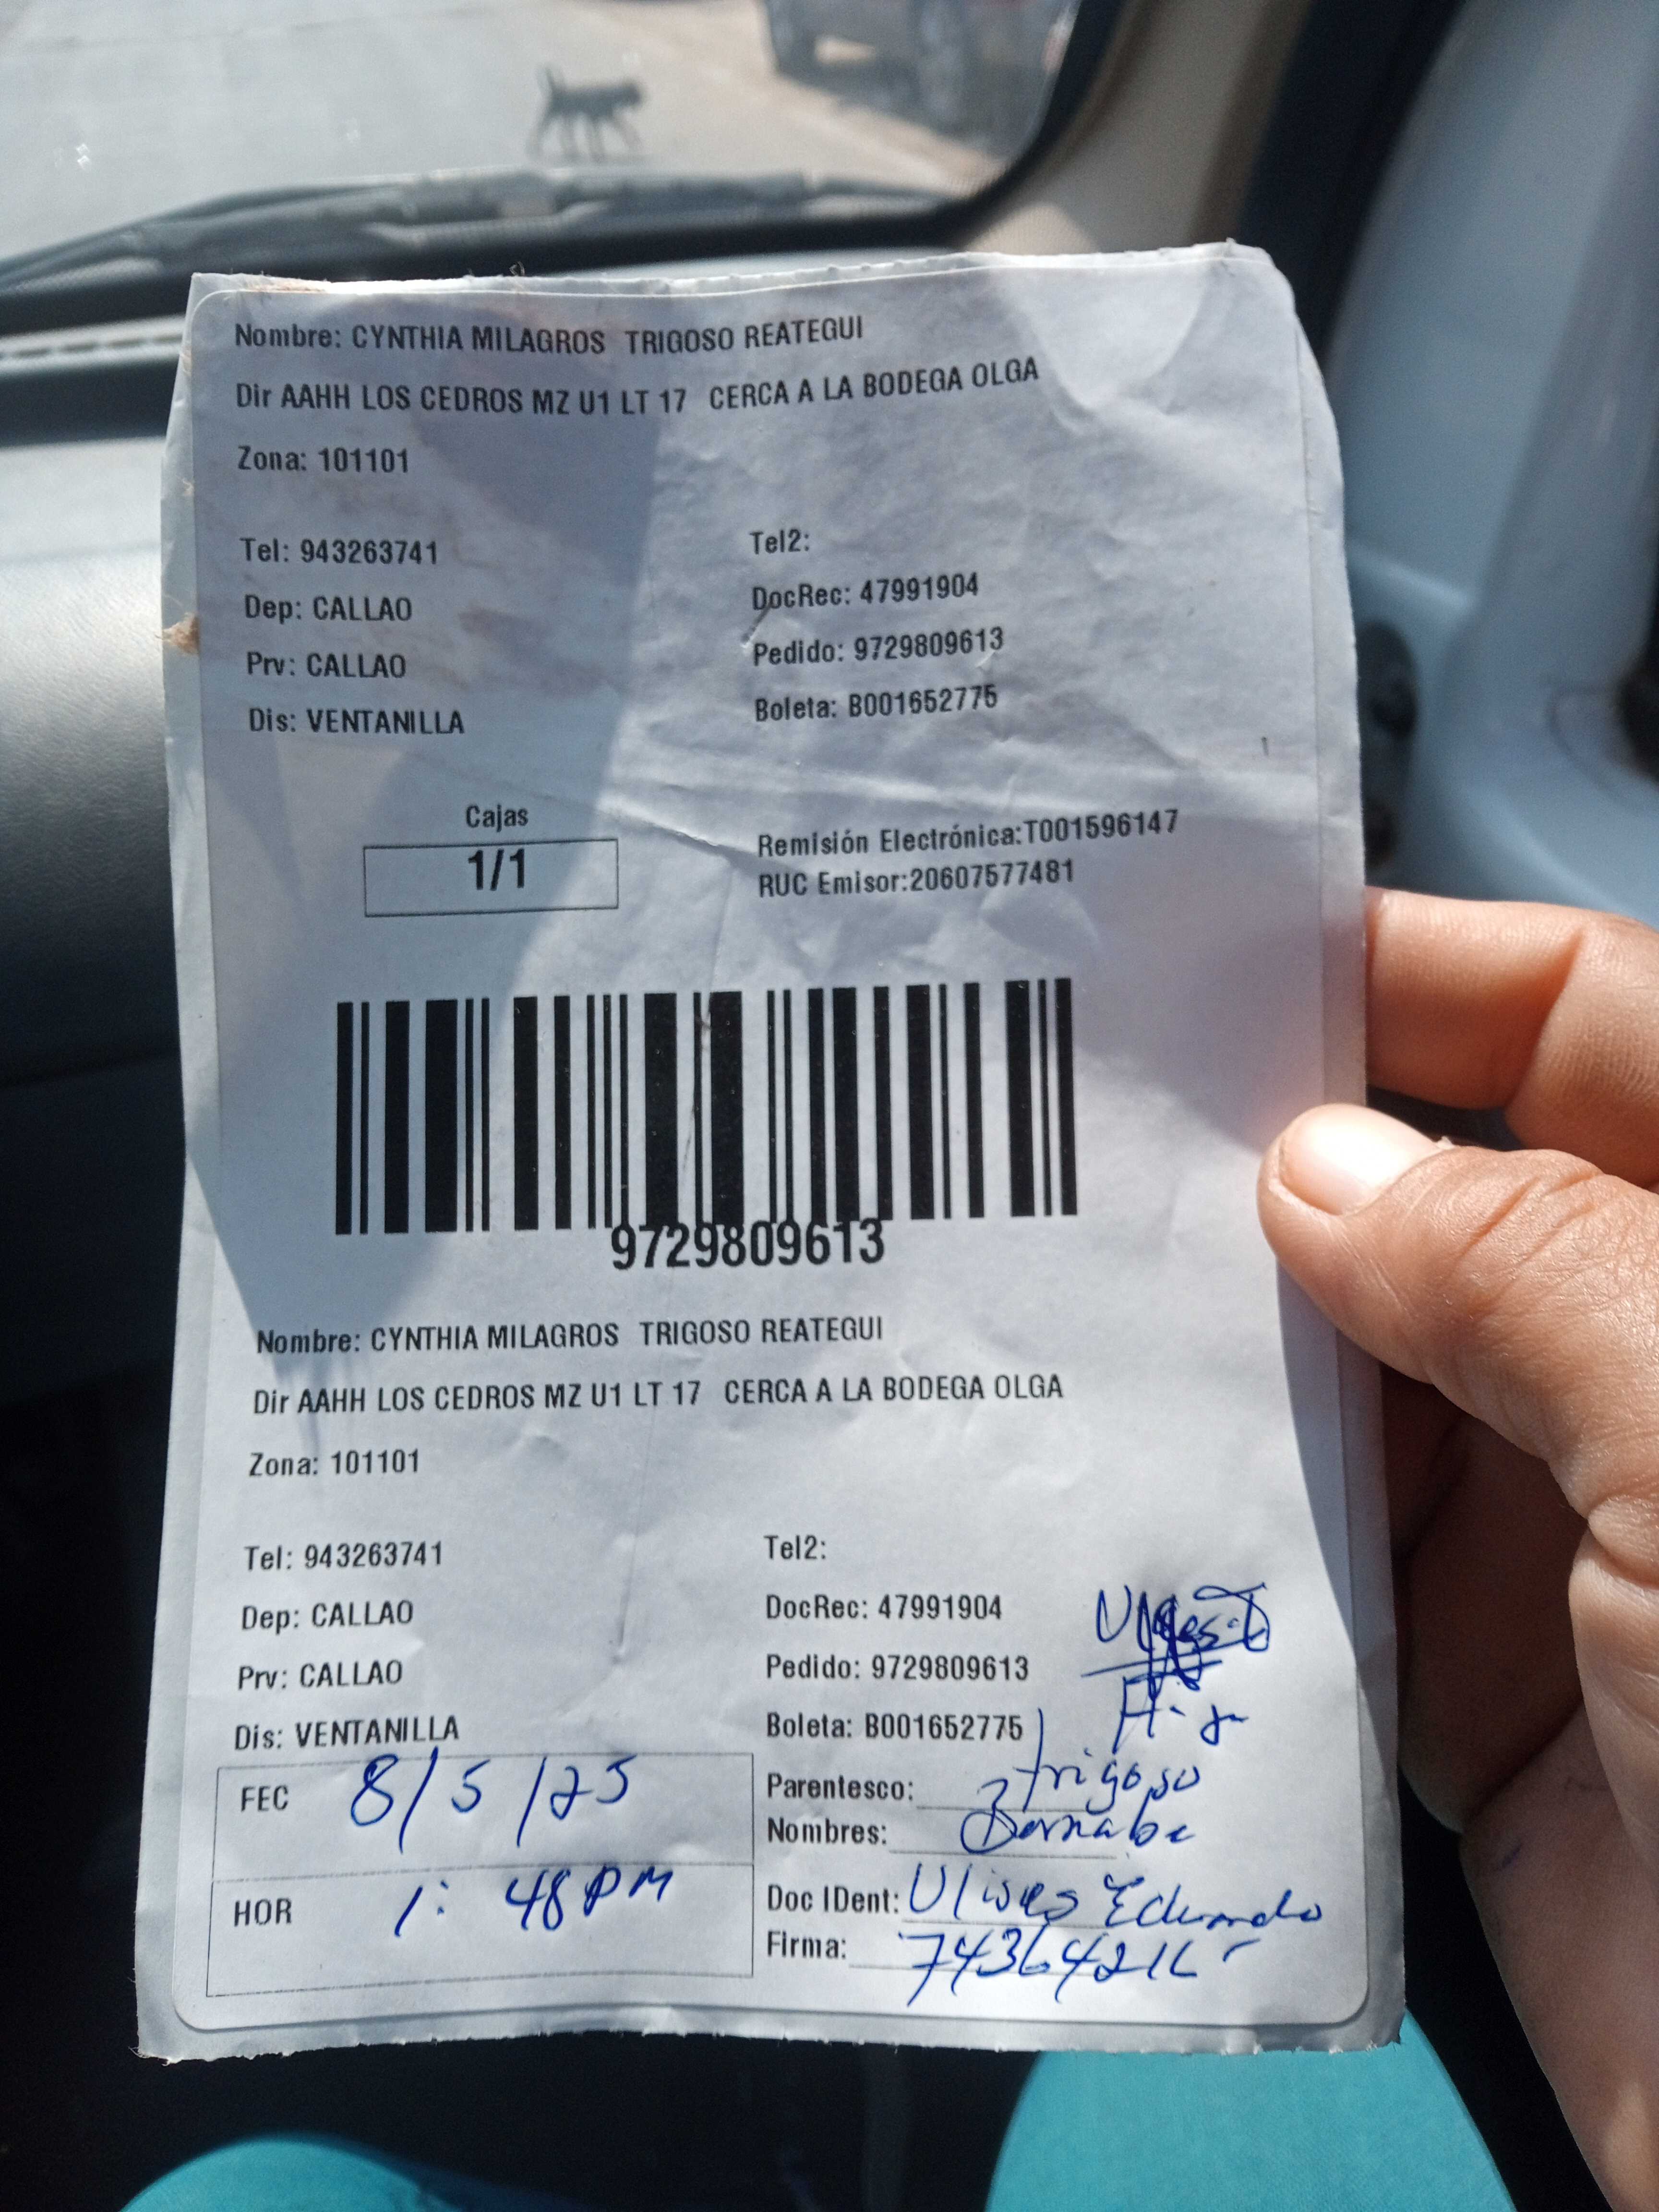 Nombre: CYNTHIA MILAGROS TRIGOSO REATEGUI
Dir AAHH LOS CEDROS MZ U1 LT 17 CERCA A LA BODEGA OLGA
Zona: 101101
Tel: 943263741 Tel2:
Dep: CALLAO DocRec: 47991904
Prv: CALLAO Pedido: 9729809613
Dis: VENTANILLA Boleta: B001652775
Cajas
1/1
Remisión Electrónica:T001596147
RUC Emisor:20607577481
9729809613
Nombre: CYNTHIA MILAGROS TRIGOSO REATEGUI
Dir AAHH LOS CEDROS MZ U1 LT 17 CERCA A LA BODEGA OLGA
Zona: 101101
Tel: 943263741 Tel2:
Dep: CALLAO DocRec: 47991904
Prv: CALLAO Pedido: 9729809613
Dis: VENTANILLA Boleta: B001652775
FEC 8/5/25
HOR 1:48 PM
Parentesco: Trigoso
Nombres: Bernabe
Doc IDent: Ulises Eduardo
Firma: 74364216